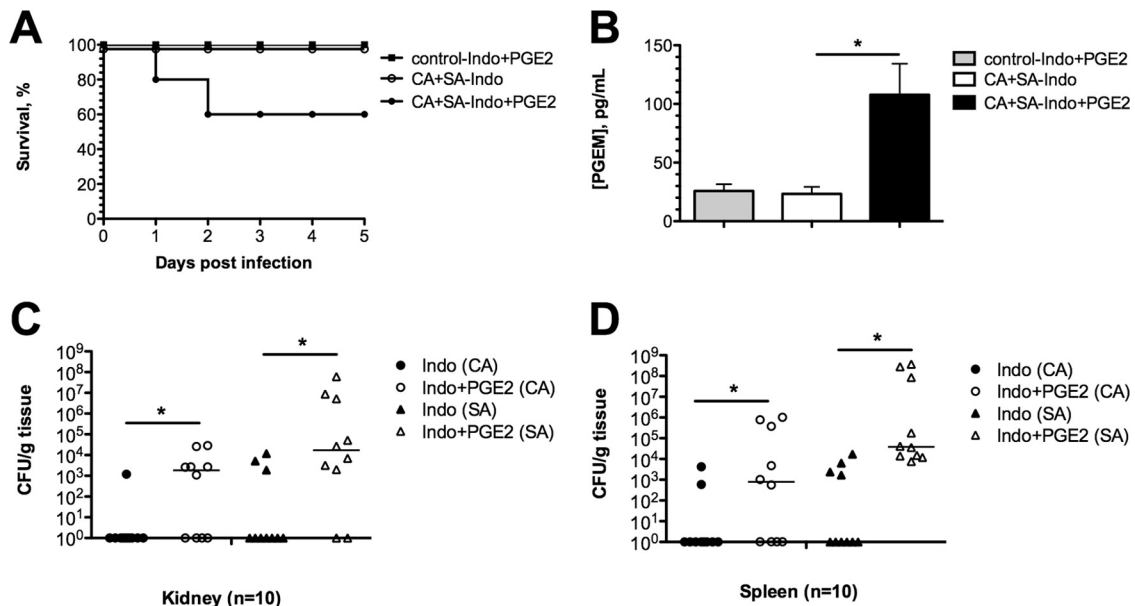 A
Survival, %
100
80
60
40
20
0
0 1 2 3 4 5
Days post infection
control-Indo+PGE2
CA+SA-Indo
CA+SA-Indo+PGE2
B
[PGEM], pg/mL
150
100
50
0
*
control-Indo+PGE2
CA+SA-Indo
CA+SA-Indo+PGE2
C
CFU/g tissue
10⁹
10⁸
10⁷
10⁶
10⁵
10⁴
10³
10²
10¹
10⁰
*
*
Kidney (n=10)
Indo (CA)
Indo+PGE2 (CA)
Indo (SA)
Indo+PGE2 (SA)
D
CFU/g tissue
10⁹
10⁸
10⁷
10⁶
10⁵
10⁴
10³
10²
10¹
10⁰
*
*
Spleen (n=10)
Indo (CA)
Indo+PGE2 (CA)
Indo (SA)
Indo+PGE2 (SA)